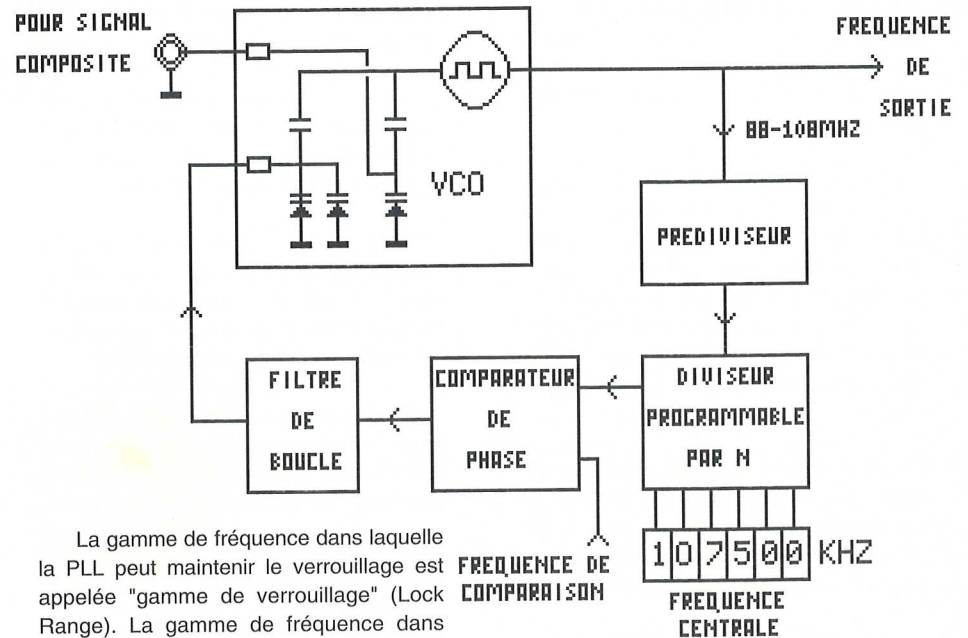 POUR SIGNAL
COMPOSITE
FREQUENCE
DE
SORTIE
88-108MHZ
VCO
PREDIVISEUR
FILTRE
DE
BOUCLE
COMPARATEUR
DE
PHASE
DIVISEUR
PROGRAMMABLE
PAR N
107500 KHZ
FREQUENCE
CENTRALE
FREQUENCE DE
COMPARAISON
La gamme de fréquence dans laquelle
la PLL peut maintenir le verrouillage est
appelée "gamme de verrouillage" (Lock
Range). La gamme de fréquence dans